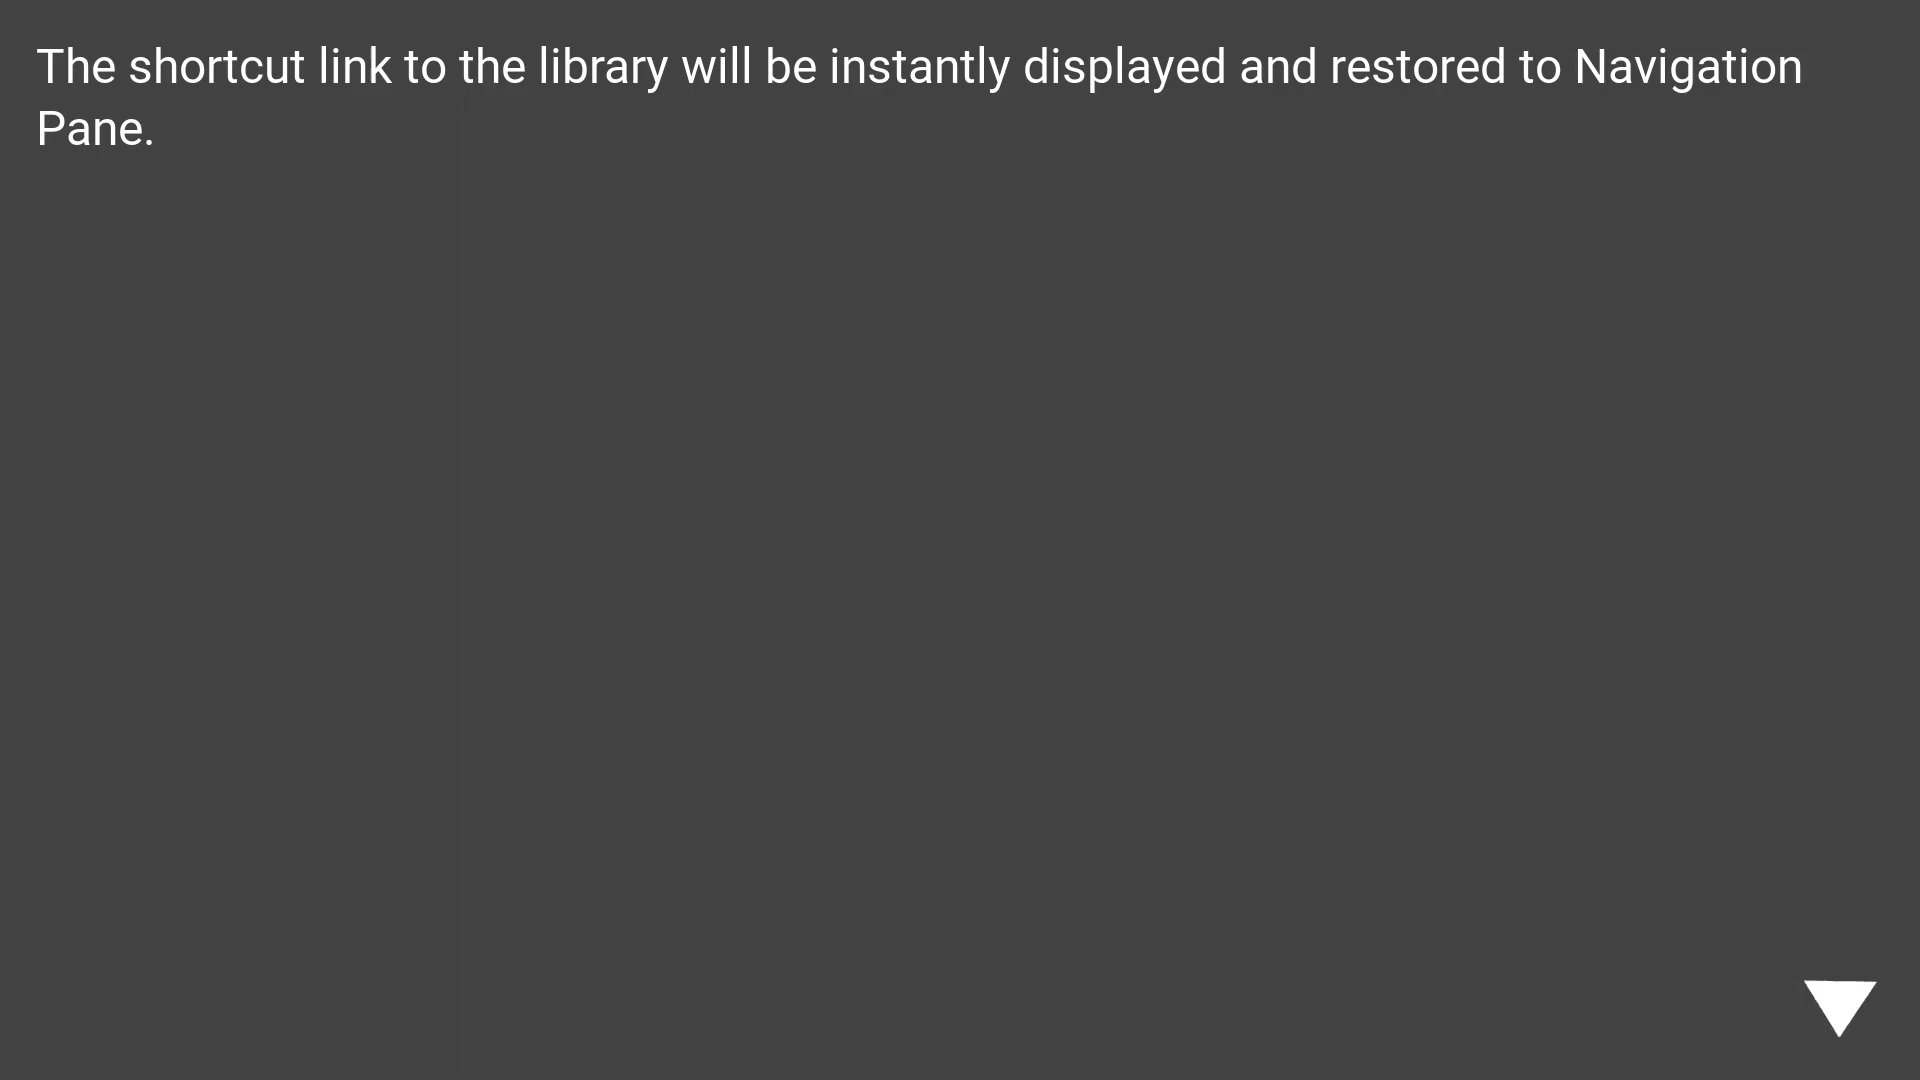 The shortcut link to the library will be instantly displayed and restored to Navigation
Pane.